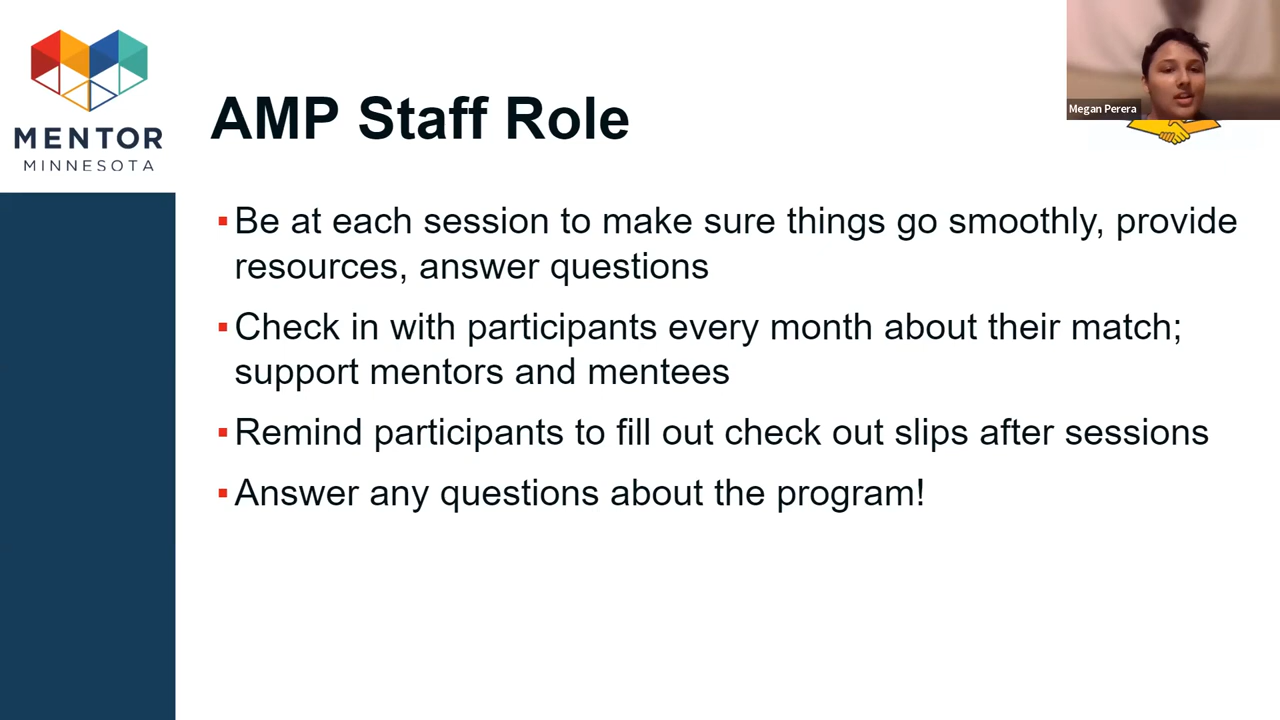 MENTOR
MINNESOTA
AMP Staff Role
Megan Perera
▪Be at each session to make sure things go smoothly, provide
resources, answer questions
▪Check in with participants every month about their match;
support mentors and mentees
▪Remind participants to fill out check out slips after sessions
▪Answer any questions about the program!